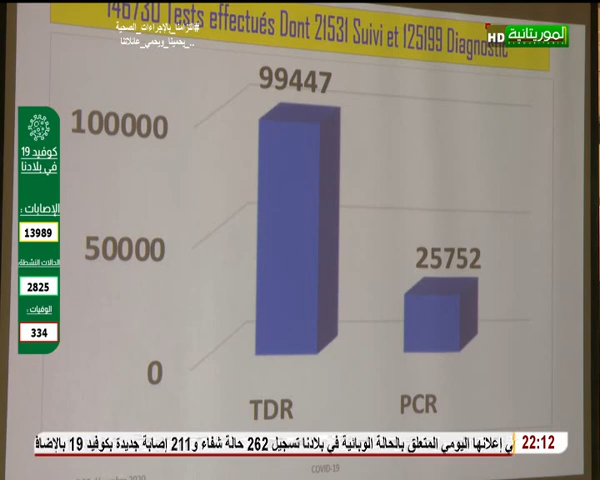 146730 Tests effectués Dont 21531 Suivi et 125199 Diagnostic
#التزامنا_بالإجراءات_الصحية
.. يحمينا_ويحمي_عائلاتنا
الموريتانية
HD
99447
100000
50000
25752
0
TDR
PCR
كوفيد 19
في بلادنا
الإصابات :
13989
الحالات النشطة:
2825
الوفيات :
334
ي إعلانها اليومي المتعلق بالحالة الوبائية في بلادنا تسجيل 262 حالة شفاء و211 إصابة جديدة بكوفيد 19 بالإضاف
22:12
COVID-19